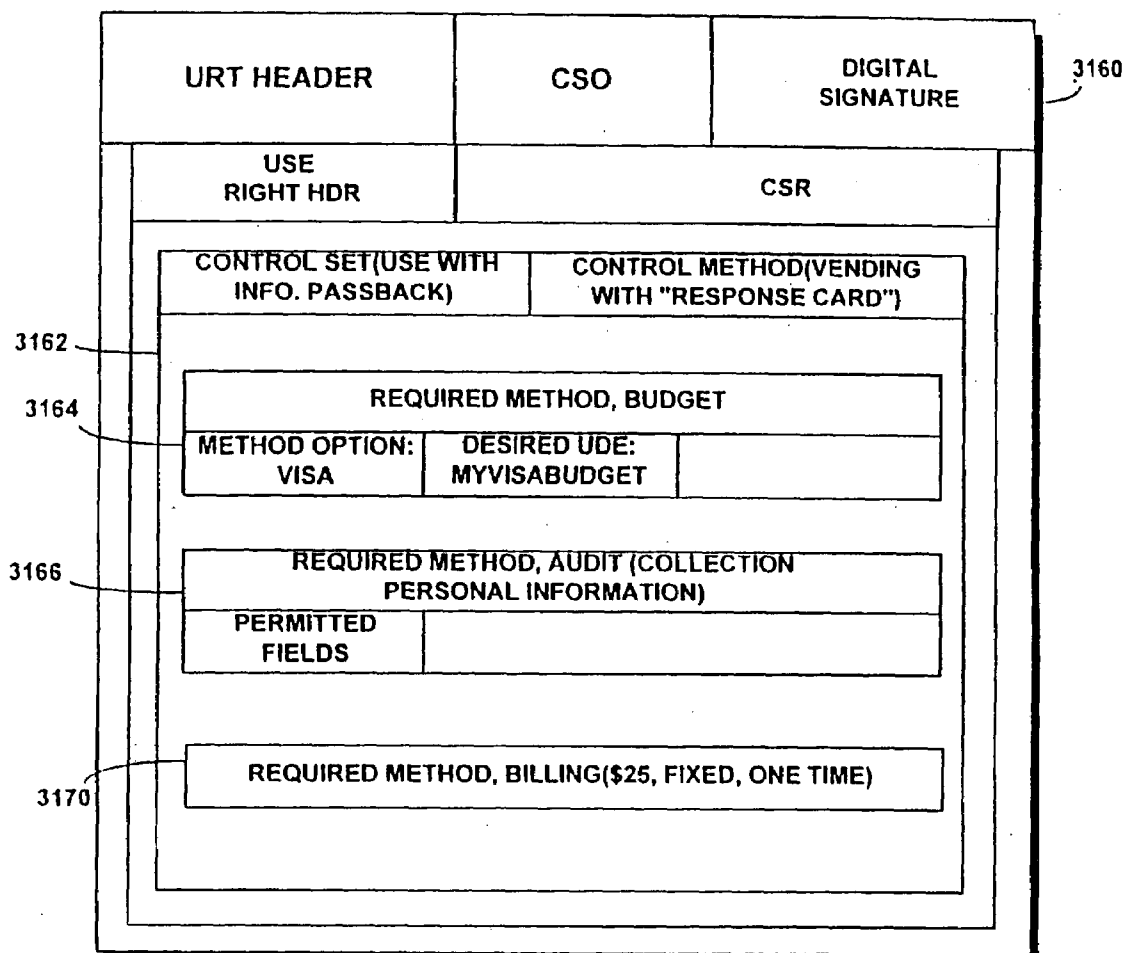 URT HEADER
CSO
DIGITAL
SIGNATURE
3160
USE
RIGHT HDR
CSR
CONTROL SET(USE WITH
INFO. PASSBACK)
CONTROL METHOD(VENDING
WITH "RESPONSE CARD")
3162
REQUIRED METHOD, BUDGET
3164
METHOD OPTION:
VISA
DESIRED UDE:
MYVISABUDGET
3166
REQUIRED METHOD, AUDIT (COLLECTION
PERSONAL INFORMATION)
PERMITTED
FIELDS
REQUIRED METHOD, BILLING($25, FIXED, ONE TIME)
3170